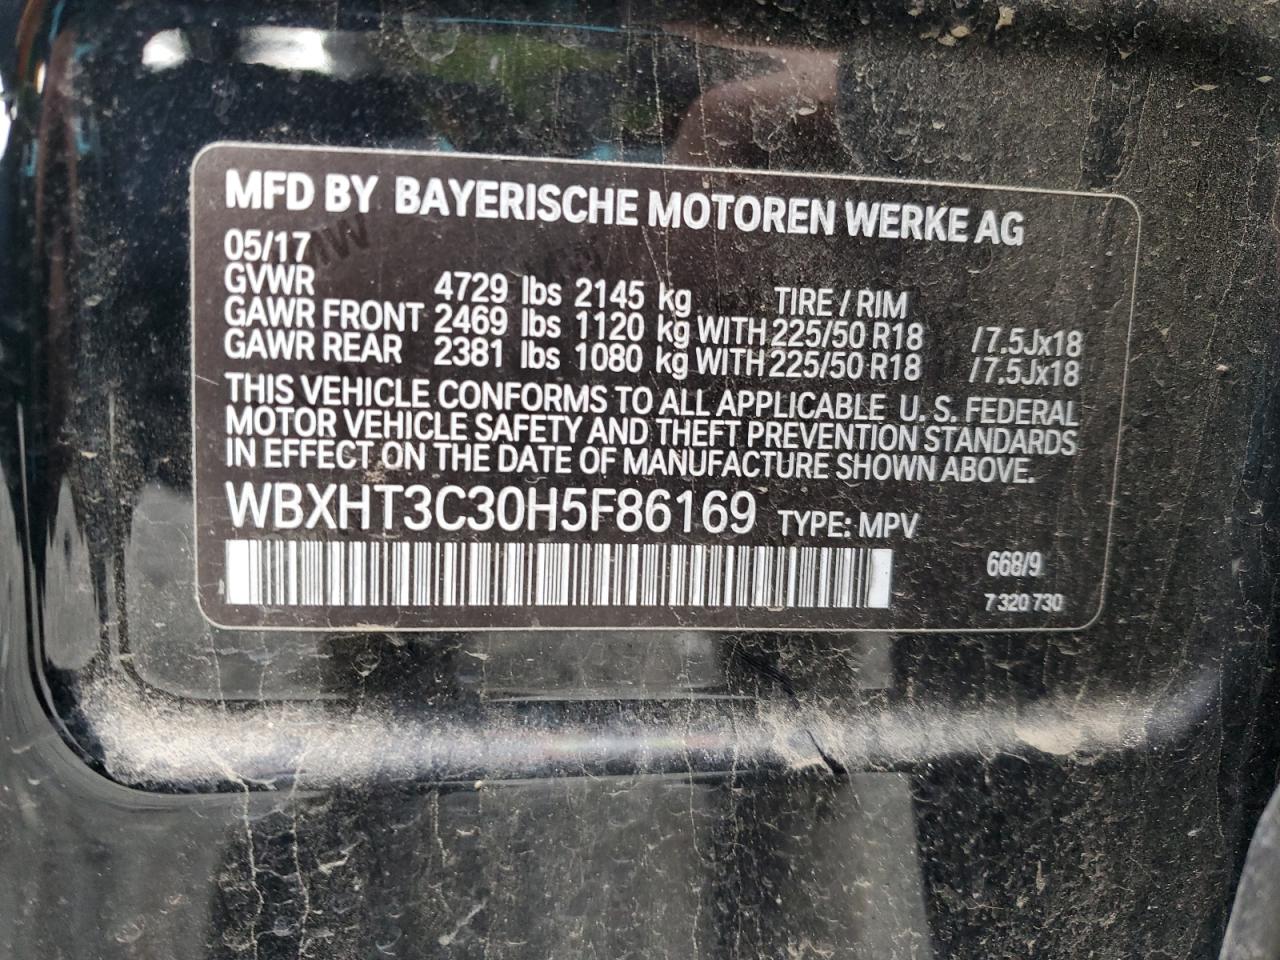 MFD BY BAYERISCHE MOTOREN WERKE AG
05/17
GVWR 4729 lbs 2145 kg TIRE / RIM
GAWR FRONT 2469 lbs 1120 kg WITH 225/50 R18 /7.5Jx18
GAWR REAR 2381 lbs 1080 kg WITH 225/50 R18 /7.5Jx18
THIS VEHICLE CONFORMS TO ALL APPLICABLE U. S. FEDERAL
MOTOR VEHICLE SAFETY AND THEFT PREVENTION STANDARDS
IN EFFECT ON THE DATE OF MANUFACTURE SHOWN ABOVE.
WBXHT3C30H5F86169 TYPE: MPV
668/9
7 320 730